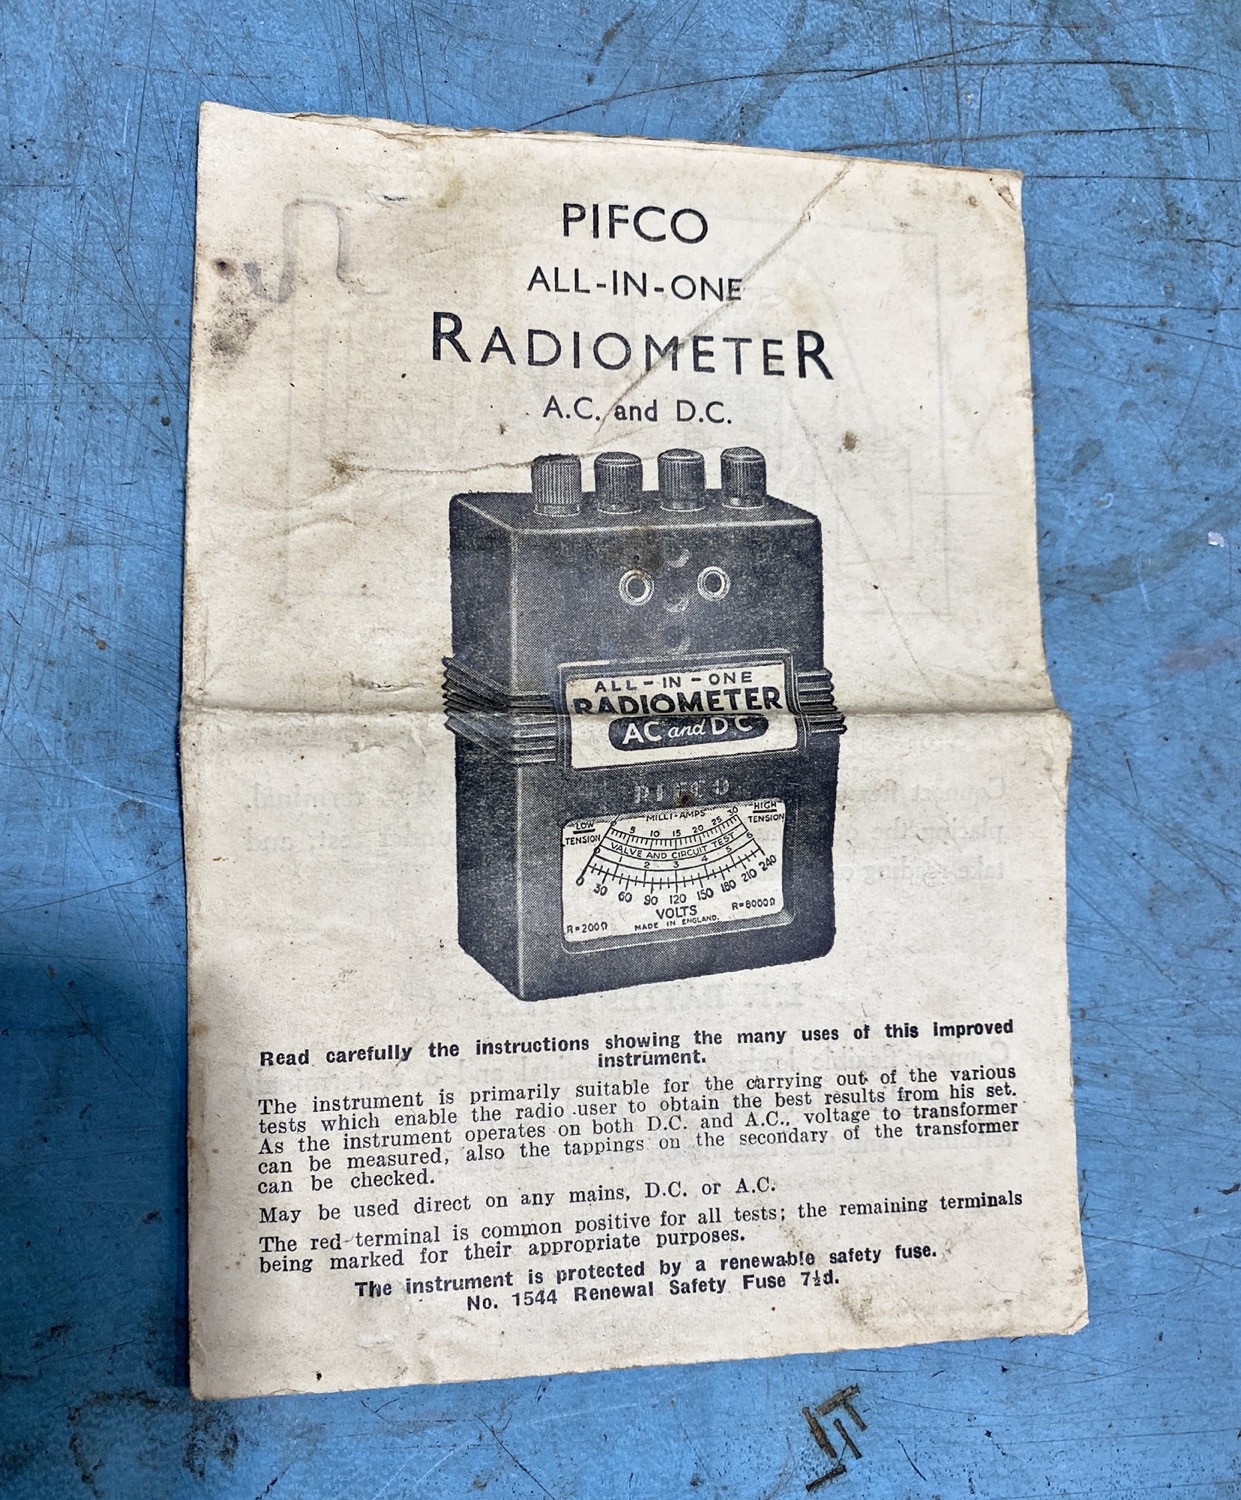 PIFCO
ALL-IN-ONE
RADIOMETER
A.C. and D.C.
ALL-IN-ONE
RADIOMETER
AC and DC
PIFCO
LOW TENSION
MILLI-AMPS
HIGH TENSION
0 5 10 15 20 25 30
VALVE AND CIRCUIT TEST
0 1 2 3 4 5 6
0 30 60 90 120 150 180 210 240
VOLTS
R=200Ω
MADE IN ENGLAND.
R=8000Ω
Read carefully the instructions showing the many uses of this improved
instrument.
The instrument is primarily suitable for the carrying out of the various
tests which enable the radio user to obtain the best results from his set.
As the instrument operates on both D.C. and A.C., voltage to transformer
can be measured, also the tappings on the secondary of the transformer
can be checked.
May be used direct on any mains, D.C. or A.C.
The red terminal is common positive for all tests; the remaining terminals
being marked for their appropriate purposes.
The instrument is protected by a renewable safety fuse.
No. 1544 Renewal Safety Fuse 7½d.